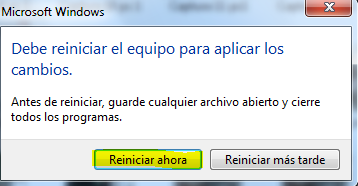 Microsoft Windows
Debe reiniciar el equipo para aplicar los
cambios.
Antes de reiniciar, guarde cualquier archivo abierto y cierre
todos los programas.
Reiniciar ahora
Reiniciar más tarde